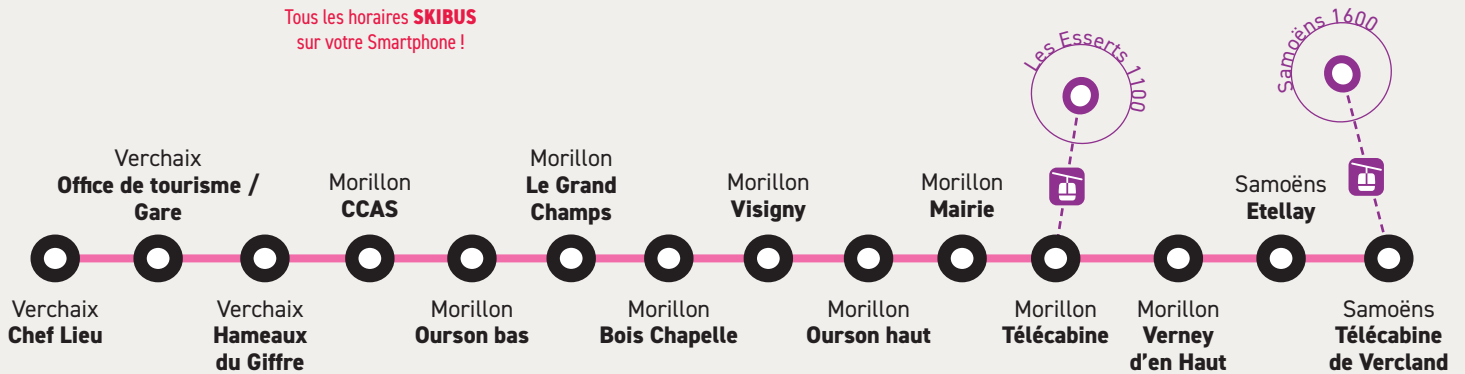 Tous les horaires SKIBUS
sur votre Smartphone !
Les Esserts 1100
Samoëns 1600
Verchaix
Office de tourisme /
Gare
Morillon
CCAS
Morillon
Le Grand
Champs
Morillon
Visigny
Morillon
Mairie
Samoëns
Etellay
Verchaix
Chef Lieu
Verchaix
Hameaux
du Giffre
Morillon
Ourson bas
Morillon
Bois Chapelle
Morillon
Ourson haut
Morillon
Télécabine
Morillon
Verney
d'en Haut
Samoëns
Télécabine
de Vercland